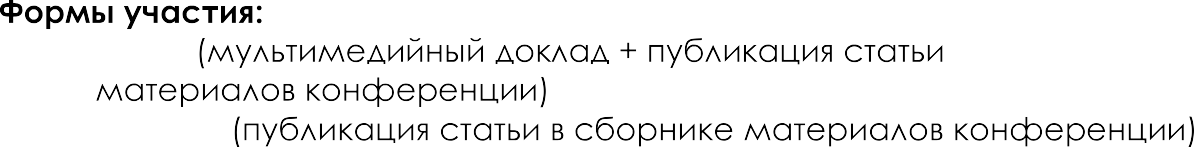 Формы участия:
(мультимедийный доклад + публикация статьи
материалов конференции)
(публикация статьи в сборнике материалов конференции)